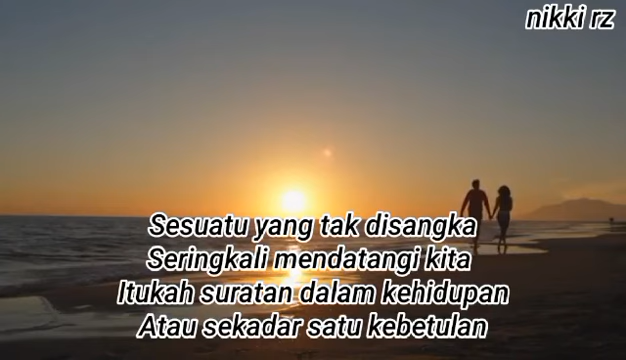 nikki rz
Sesuatu yang tak disangka
Seringkali mendatangi kita
Itukah suratan dalam kehidupan
Atau sekadar satu kebetulan